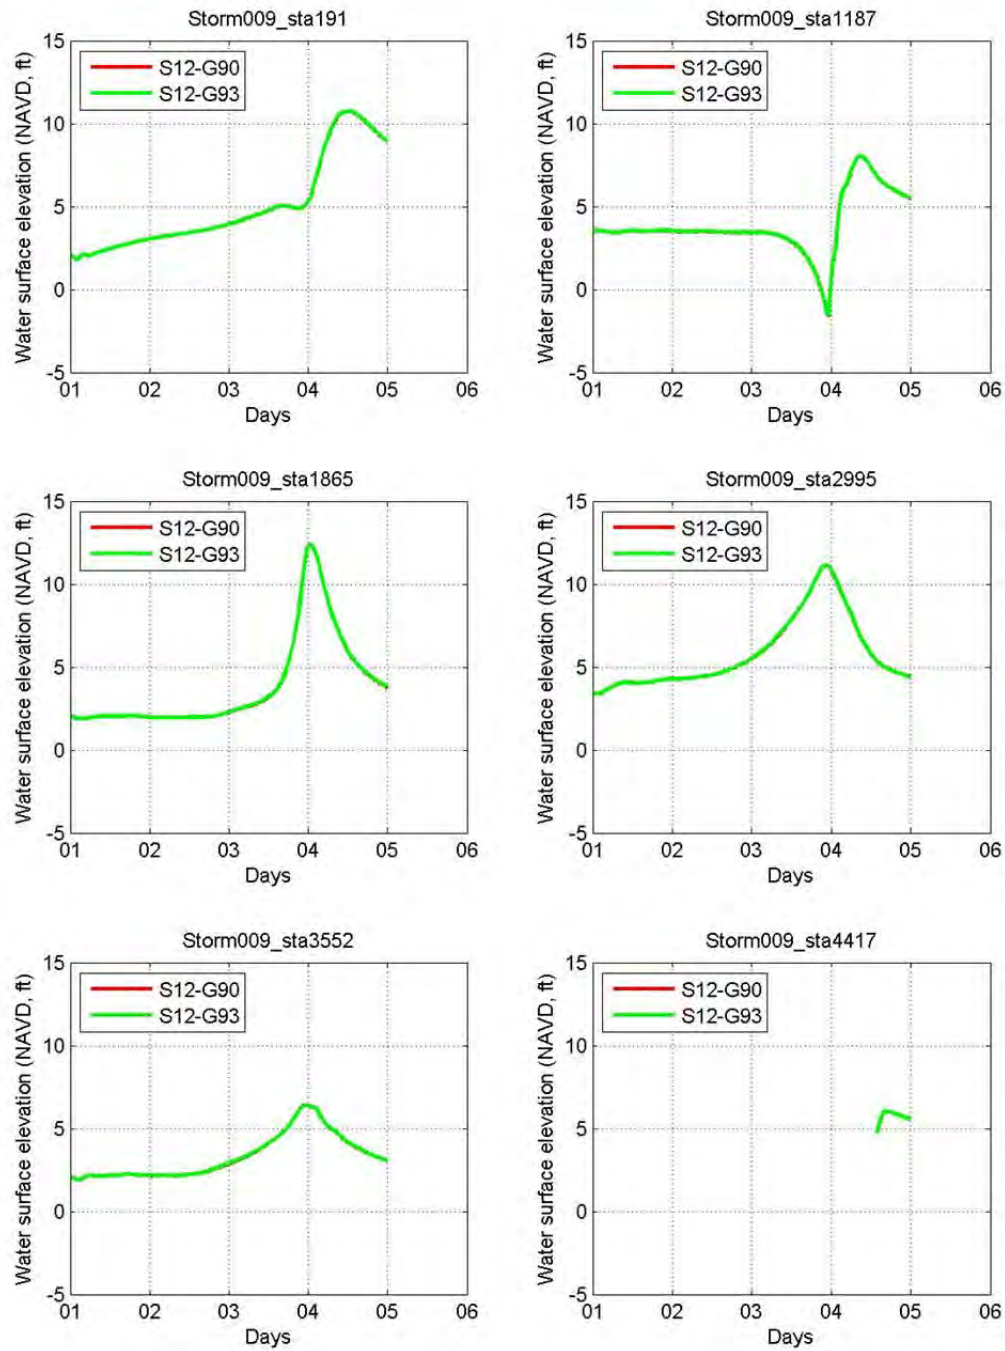 Storm009_sta191
Water surface elevation (NAVD, ft)
15
10
5
0
-5
S12-G90
S12-G93
01 02 03 04 05 06
Days
Storm009_sta1187
Water surface elevation (NAVD, ft)
15
10
5
0
-5
S12-G90
S12-G93
01 02 03 04 05 06
Days
Storm009_sta1865
Water surface elevation (NAVD, ft)
15
10
5
0
-5
S12-G90
S12-G93
01 02 03 04 05 06
Days
Storm009_sta2995
Water surface elevation (NAVD, ft)
15
10
5
0
-5
S12-G90
S12-G93
01 02 03 04 05 06
Days
Storm009_sta3552
Water surface elevation (NAVD, ft)
15
10
5
0
-5
S12-G90
S12-G93
01 02 03 04 05 06
Days
Storm009_sta4417
Water surface elevation (NAVD, ft)
15
10
5
0
-5
S12-G90
S12-G93
01 02 03 04 05 06
Days